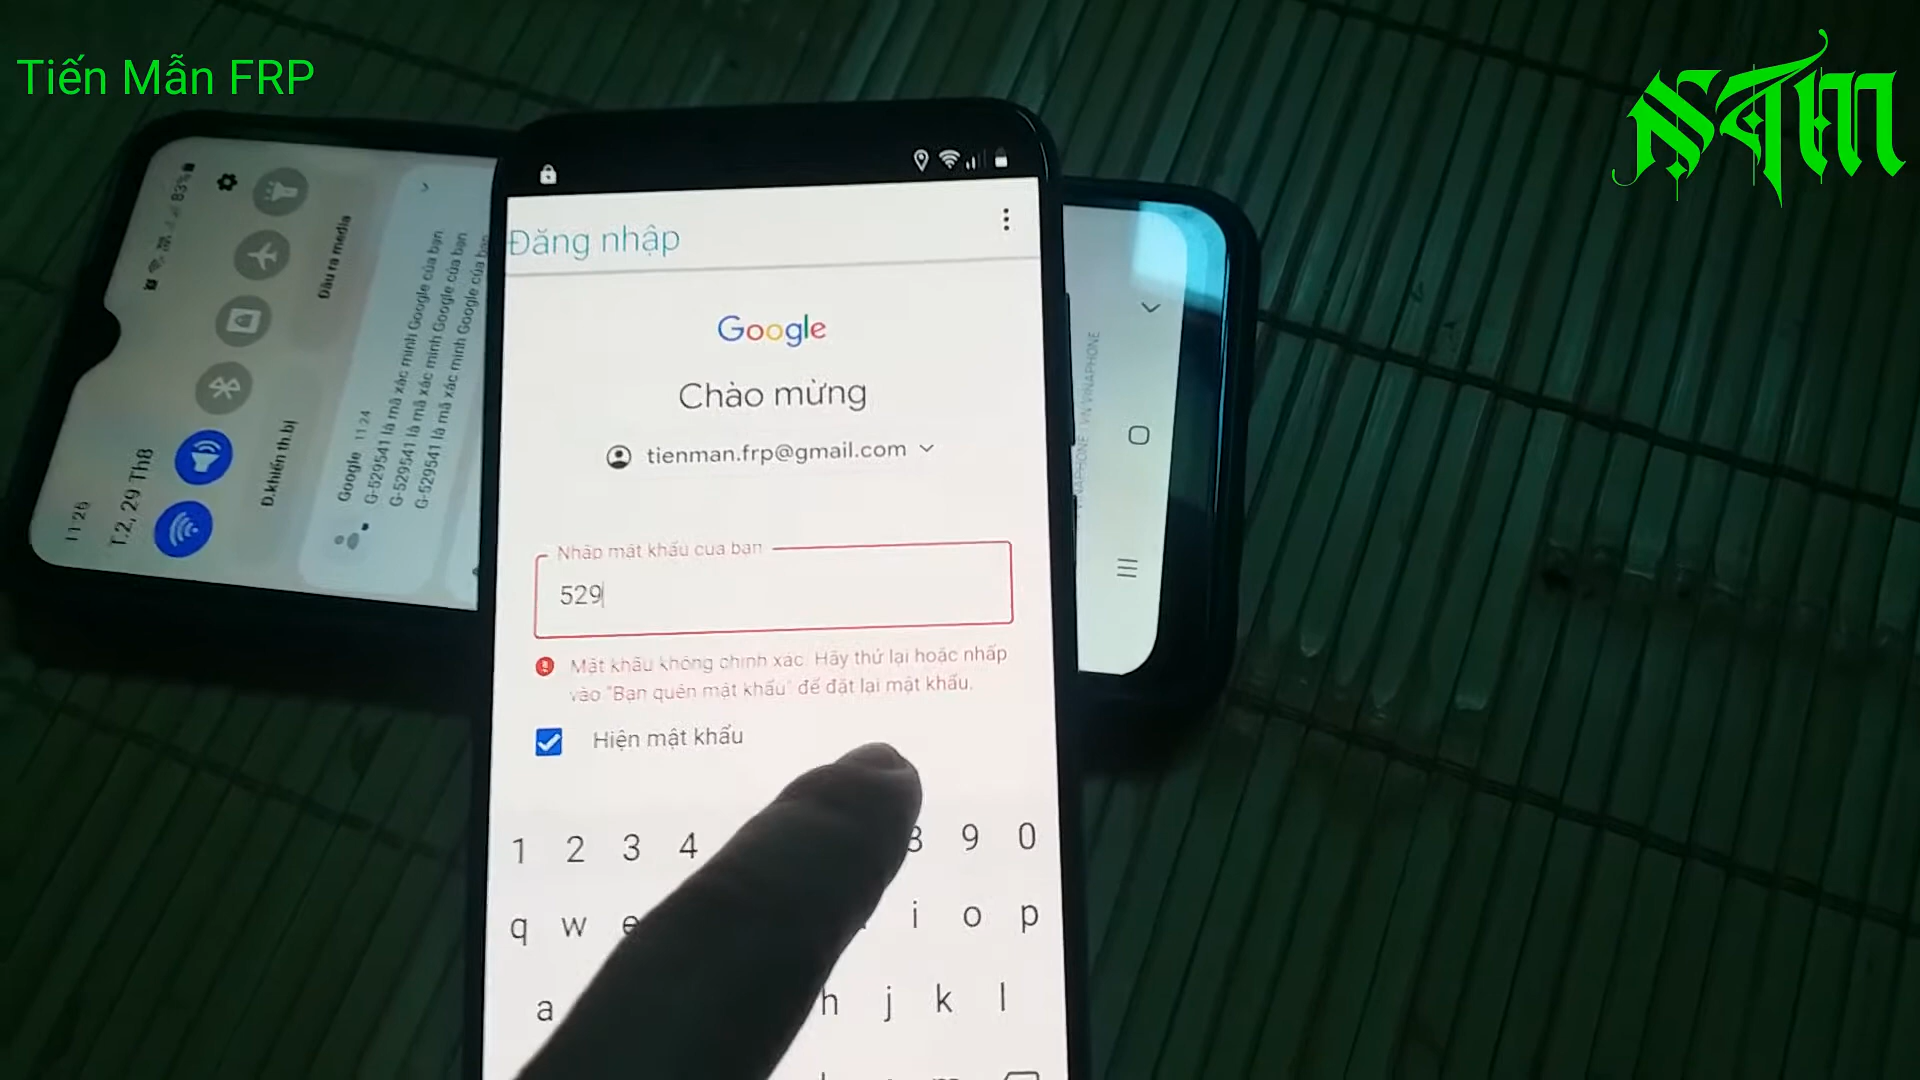 Tiến Mẫn FRP
NTM
83%
Đầu ra media
11:26
T.2, 29 Th8
Đ.khiển th.bị
Google 11:24
G-529541 là mã xác minh Google của bạn
G-529541 là mã xác minh Google của bạn
G-529541 là mã xác minh Google của bạn
Đăng nhập
Google
Chào mừng
tienman.frp@gmail.com
Nhập mật khẩu của bạn
529
Mật khẩu không chính xác. Hãy thử lại hoặc nhấp
vào "Bạn quên mật khẩu" để đặt lại mật khẩu.
Hiện mật khẩu
1 2 3 4 8 9 0
q w e i o p
a h j k l
VINAPHONE VN VINAPHONE